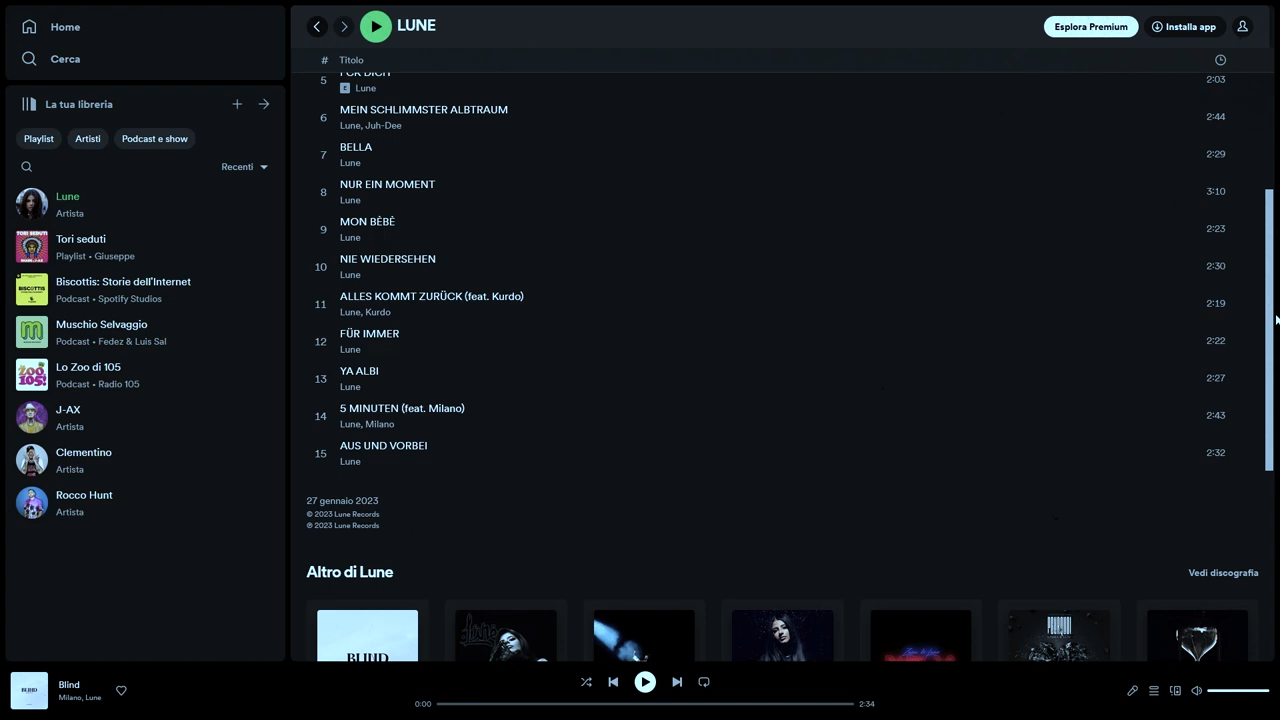 Home
Cerca
La tua libreria
Playlist
Artisti
Podcast e show
Recenti
Lune
Artista
Tori seduti
Playlist • Giuseppe
Biscottis: Storie dell'Internet
Podcast • Spotify Studios
Muschio Selvaggio
Podcast • Fedez & Luis Sal
Lo Zoo di 105
Podcast • Radio 105
J-AX
Artista
Clementino
Artista
Rocco Hunt
Artista
LUNE
Esplora Premium
Installa app
# Titolo
5 FÜR DICH 2:03
E Lune
6 MEIN SCHLIMMSTER ALBTRAUM 2:44
Lune, Juh-Dee
7 BELLA 2:29
Lune
8 NUR EIN MOMENT 3:10
Lune
9 MON BÉBÉ 2:23
Lune
10 NIE WIEDERSEHEN 2:30
Lune
11 ALLES KOMMT ZURÜCK (feat. Kurdo) 2:19
Lune, Kurdo
12 FÜR IMMER 2:22
Lune
13 YA ALBI 2:27
Lune
14 5 MINUTEN (feat. Milano) 2:43
Lune, Milano
15 AUS UND VORBEI 2:32
Lune
27 gennaio 2023
© 2023 Lune Records
℗ 2023 Lune Records
Altro di Lune
Vedi discografia
BLIND
POURQUOI
BLIND
Blind
Milano, Lune
0:00
2:34